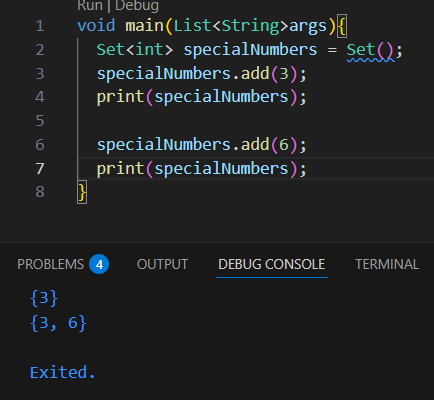 Run | Debug
1 void main(List<String>args){
2   Set<int> specialNumbers = Set();
3   specialNumbers.add(3);
4   print(specialNumbers);
5
6   specialNumbers.add(6);
7   print(specialNumbers);
8 }
PROBLEMS 4 OUTPUT DEBUG CONSOLE TERMINAL
{3}
{3, 6}
Exited.